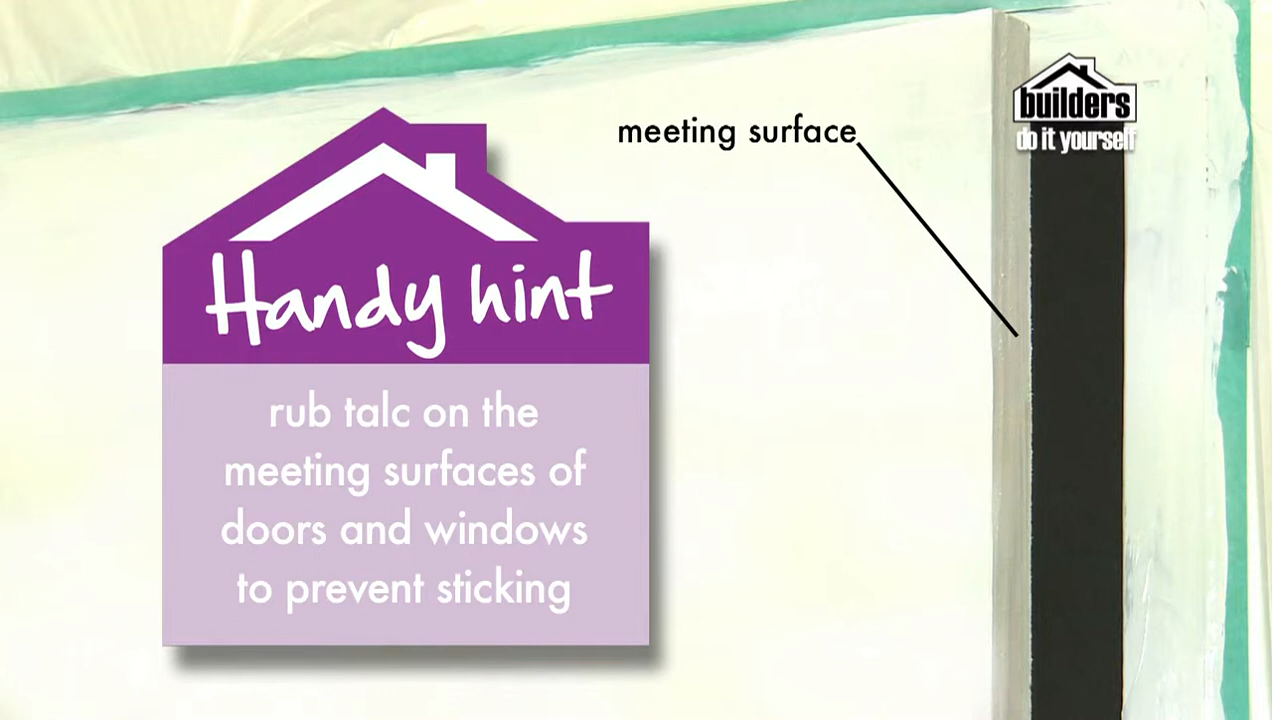 builders
do it yourself
meeting surface
Handy hint
rub talc on the
meeting surfaces of
doors and windows
to prevent sticking